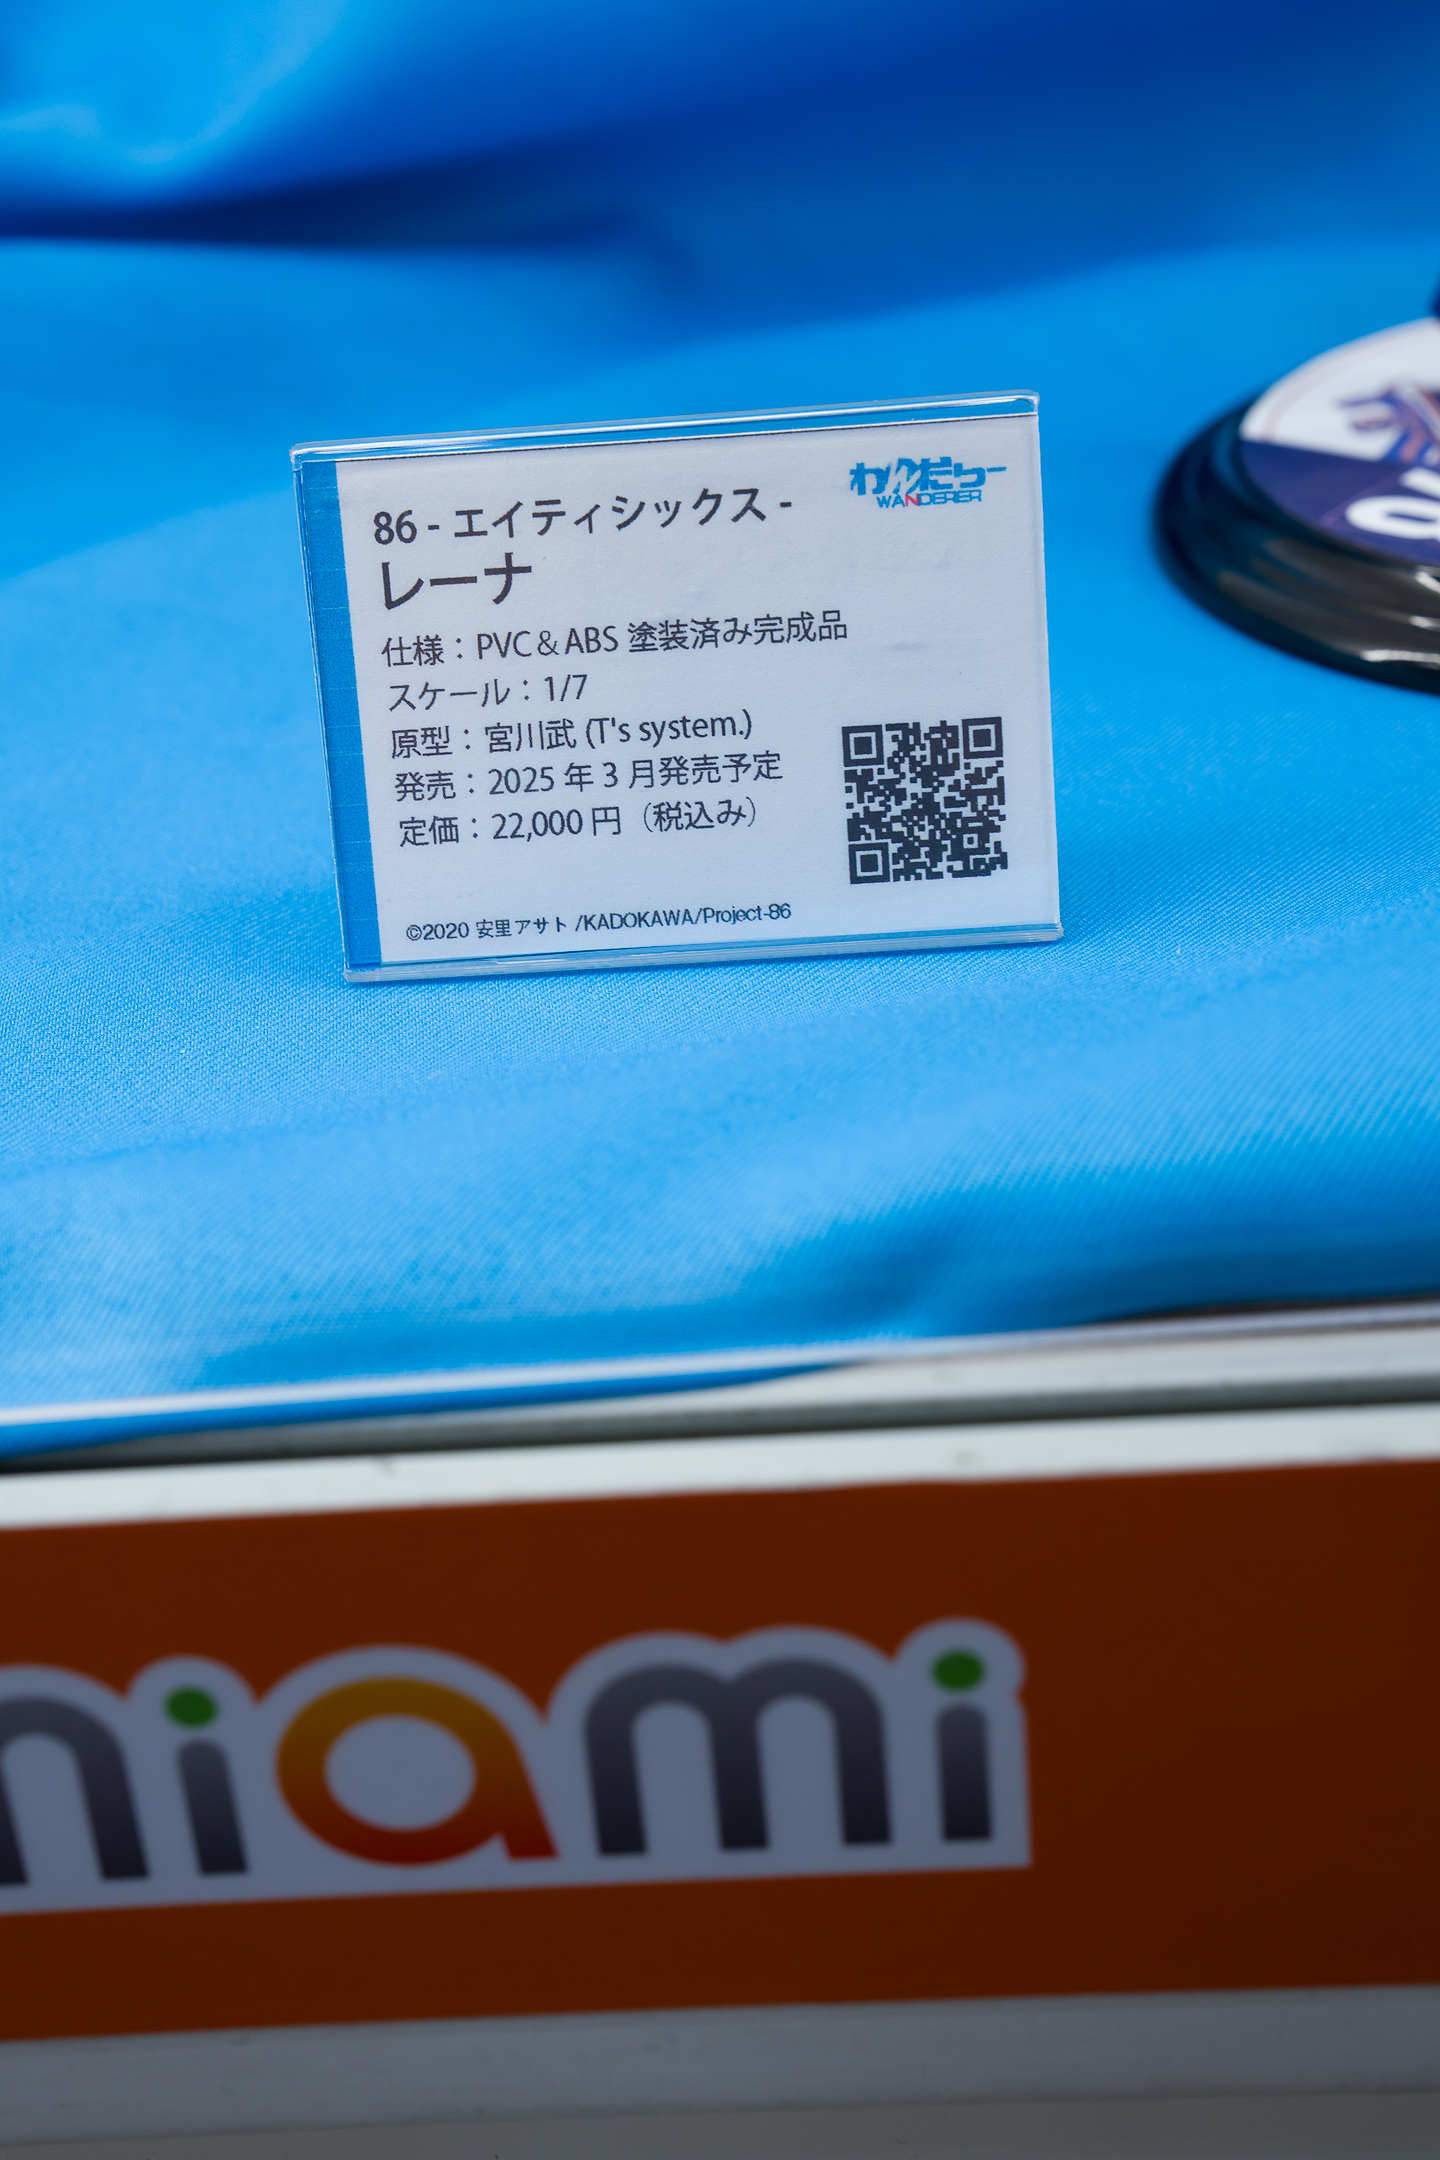 わんだらー
WANDERER
86 - エイティシックス -
レーナ
仕様：PVC＆ABS 塗装済み完成品
スケール：1/7
原型：宮川武 (T's system.)
発売：2025 年 3 月発売予定
定価：22,000 円（税込み）
©2020 安里アサト /KADOKAWA/Project-86
niami